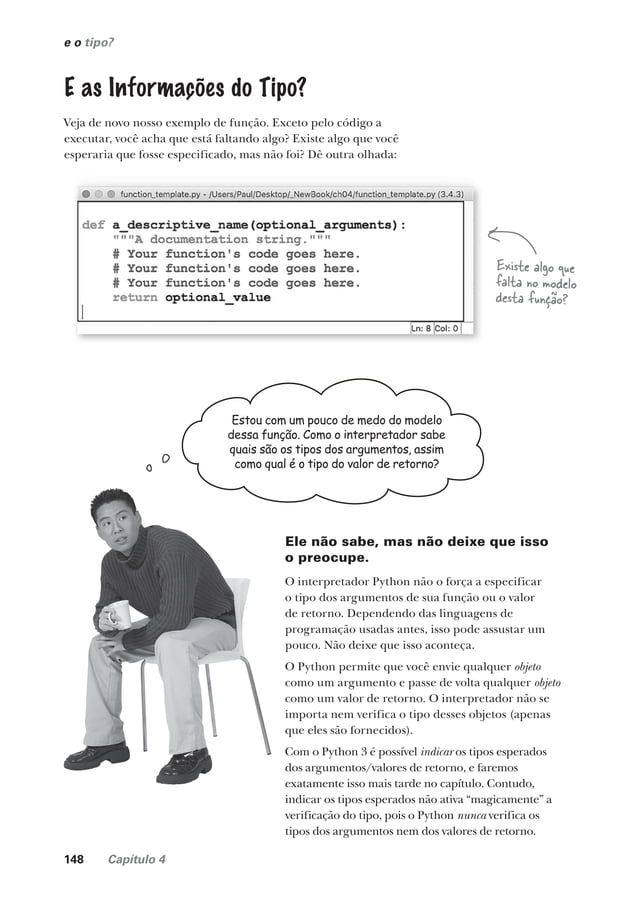 e o tipo?
E as Informações do Tipo?
Veja de novo nosso exemplo de função. Exceto pelo código a
executar, você acha que está faltando algo? Existe algo que você
esperaria que fosse especificado, mas não foi? Dê outra olhada:
function_template.py - /Users/Paul/Desktop/_NewBook/ch04/function_template.py (3.4.3)
def a_descriptive_name(optional_arguments):
"""A documentation string."""
# Your function's code goes here.
# Your function's code goes here.
# Your function's code goes here.
return optional_value
Ln: 8 Col: 0
Existe algo que
falta no modelo
desta função?
Estou com um pouco de medo do modelo
dessa função. Como o interpretador sabe
quais são os tipos dos argumentos, assim
como qual é o tipo do valor de retorno?
Ele não sabe, mas não deixe que isso
o preocupe.
O interpretador Python não o força a especificar
o tipo dos argumentos de sua função ou o valor
de retorno. Dependendo das linguagens de
programação usadas antes, isso pode assustar um
pouco. Não deixe que isso aconteça.
O Python permite que você envie qualquer objeto
como um argumento e passe de volta qualquer objeto
como um valor de retorno. O interpretador não se
importa nem verifica o tipo desses objetos (apenas
que eles são fornecidos).
Com o Python 3 é possível indicar os tipos esperados
dos argumentos/valores de retorno, e faremos
exatamente isso mais tarde no capítulo. Contudo,
indicar os tipos esperados não ativa “magicamente” a
verificação do tipo, pois o Python nunca verifica os
tipos dos argumentos nem dos valores de retorno.
148 Capítulo 4